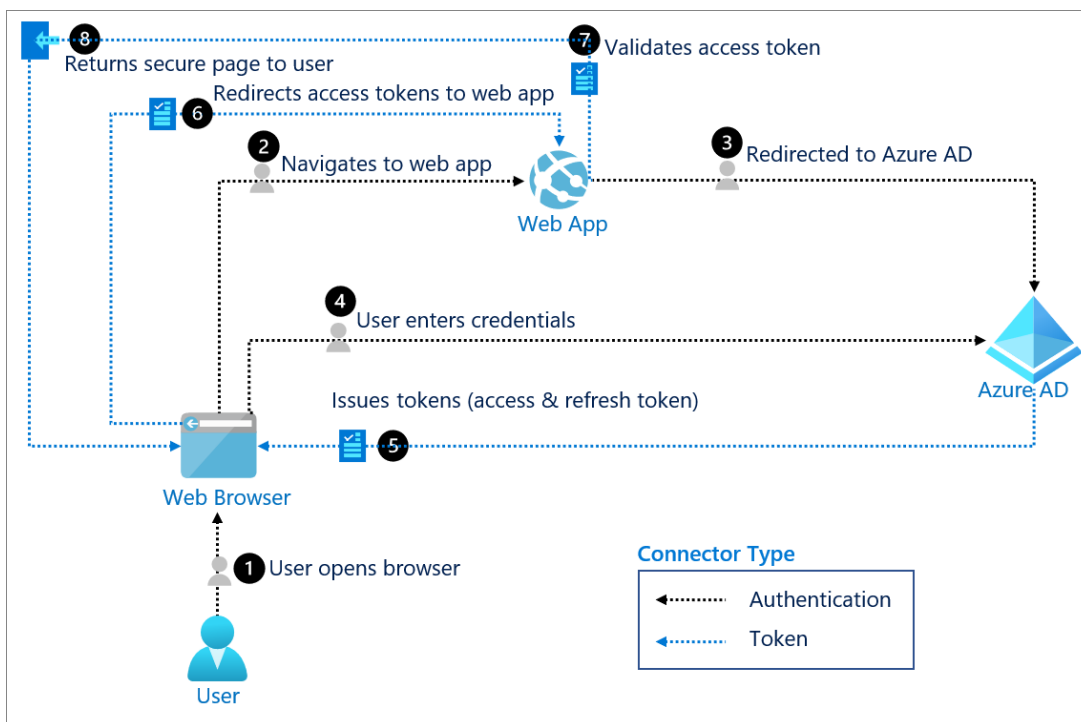 8
Returns secure page to user
7
Validates access token
6
Redirects access tokens to web app
2
Navigates to web app
3
Redirected to Azure AD
Web App
4
User enters credentials
Azure AD
Issues tokens (access & refresh token)
5
Web Browser
1
User opens browser
User
Connector Type
Authentication
Token